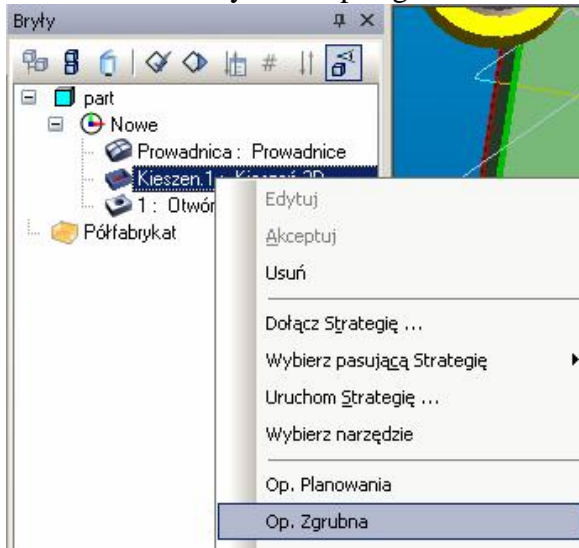 Bryły
part
Nowe
Prowadnica : Prowadnice
Kieszen.1 : Kieszeń 2D
1 : Otwór
Półfabrykat
Edytuj
Akceptuj
Usuń
Dołącz Strategię ...
Wybierz pasującą Strategię
Uruchom Strategię ...
Wybierz narzędzie
Op. Planowania
Op. Zgrubna